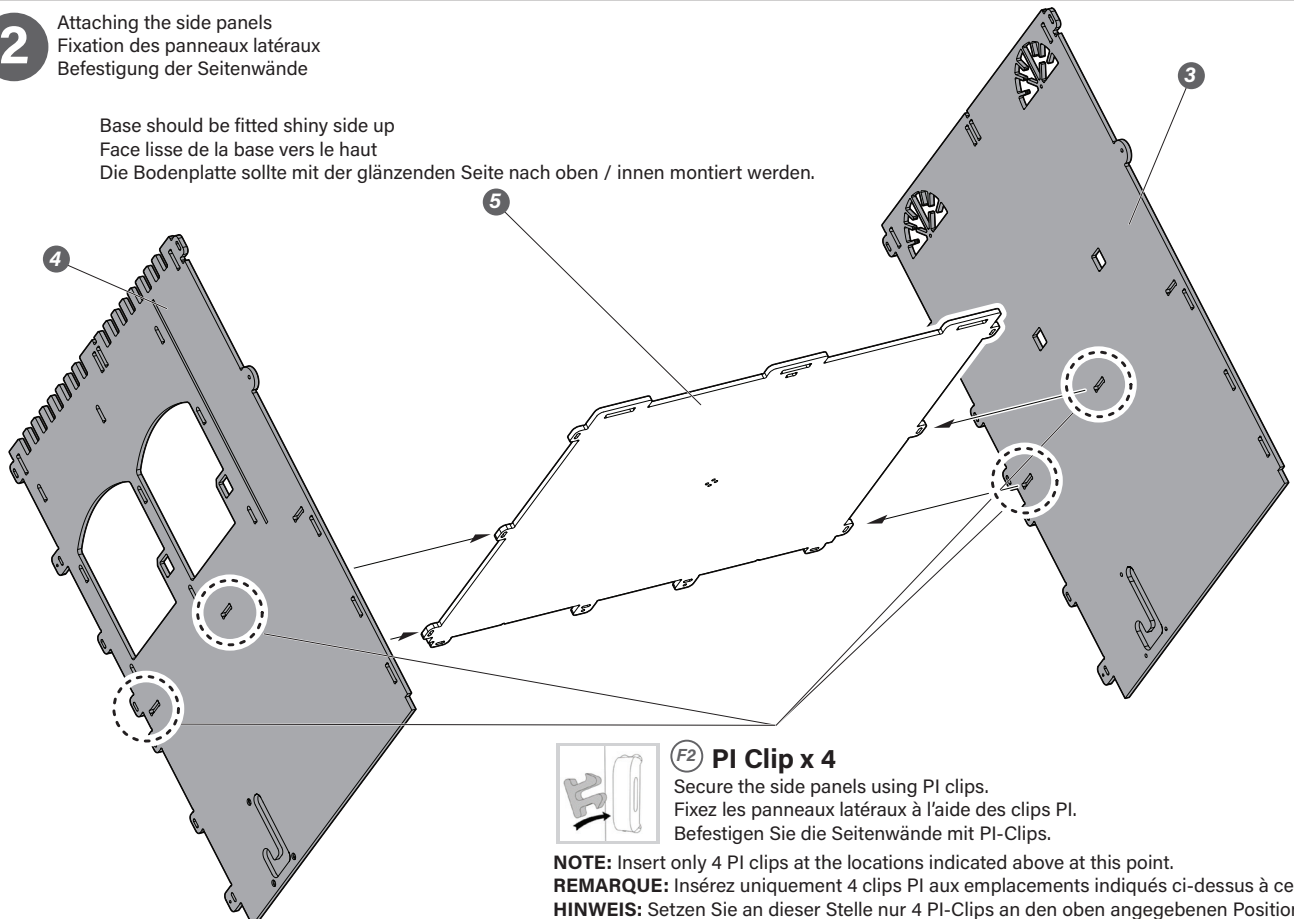 2
Attaching the side panels
Fixation des panneaux latéraux
Befestigung der Seitenwände
Base should be fitted shiny side up
Face lisse de la base vers le haut
Die Bodenplatte sollte mit der glänzenden Seite nach oben / innen montiert werden.
3
5
4
F2 PI Clip x 4
Secure the side panels using PI clips.
Fixez les panneaux latéraux à l'aide des clips PI.
Befestigen Sie die Seitenwände mit PI-Clips.
NOTE: Insert only 4 PI clips at the locations indicated above at this point.
REMARQUE: Insérez uniquement 4 clips PI aux emplacements indiqués ci-dessus à ce
HINWEIS: Setzen Sie an dieser Stelle nur 4 PI-Clips an den oben angegebenen